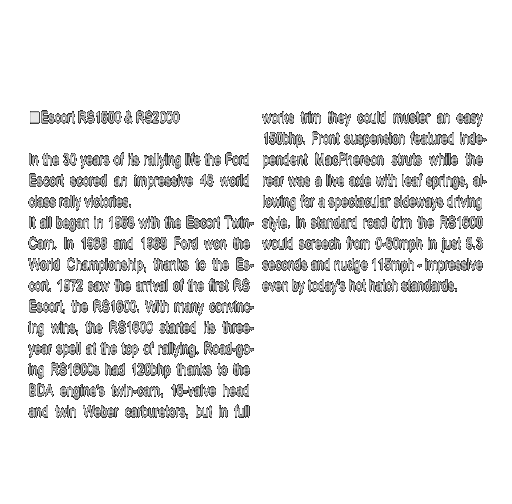 Escort RS1600 & RS2000
In the 30 years of its rallying life the Ford
Escort scored an impressive 48 world
class rally victories.
It all began in 1968 with the Escort Twin-
Cam. In 1968 and 1969 Ford won the
World Championship, thanks to the Es-
cort. 1972 saw the arrival of the first RS
Escort, the RS1600. With many convinc-
ing wins, the RS1600 started its three-
year spell at the top of rallying. Road-go-
ing RS1600s had 120bhp thanks to the
BDA engine's twin-cam, 16-valve head
and twin Weber carburetors, but in full
works trim they could muster an easy
150bhp. Front suspension featured inde-
pendent MacPherson struts while the
rear was a live axle with leaf springs, al-
lowing for a spectacular sideways driving
style. In standard road trim the RS1600
would screech from 0-60mph in just 8.3
seconds and nudge 115mph - impressive
even by today's hot hatch standards.